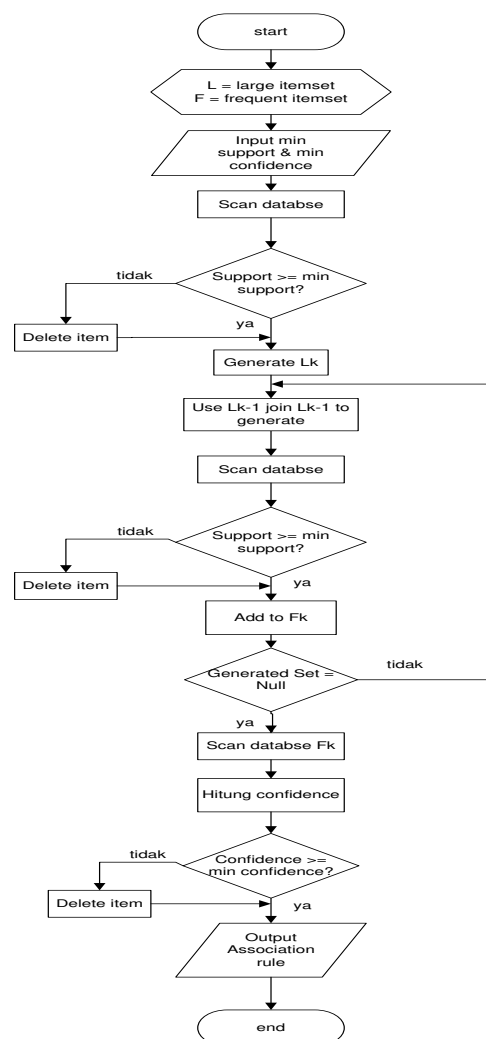 start
L = large itemset
F = frequent itemset
Input min
support & min
confidence
Scan databse
Support >= min
support?
tidak
ya
Delete item
Generate Lk
Use Lk-1 join Lk-1 to
generate
Scan databse
Support >= min
support?
tidak
ya
Delete item
Add to Fk
Generated Set =
Null
tidak
ya
Scan databse Fk
Hitung confidence
Confidence >=
min confidence?
tidak
ya
Delete item
Output
Association
rule
end